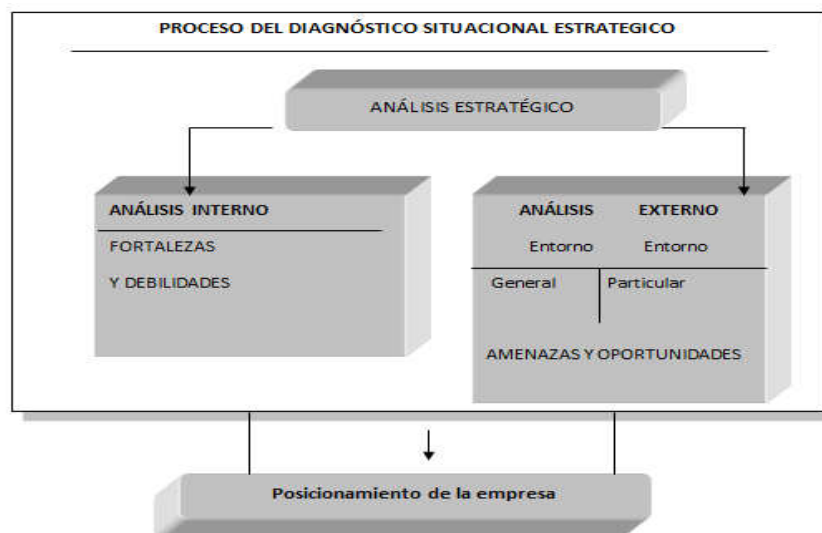 PROCESO DEL DIAGNÓSTICO SITUACIONAL ESTRATEGICO
ANÁLISIS ESTRATÉGICO
ANÁLISIS INTERNO
FORTALEZAS
Y DEBILIDADES
ANÁLISIS EXTERNO
Entorno Entorno
General Particular
AMENAZAS Y OPORTUNIDADES
Posicionamiento de la empresa